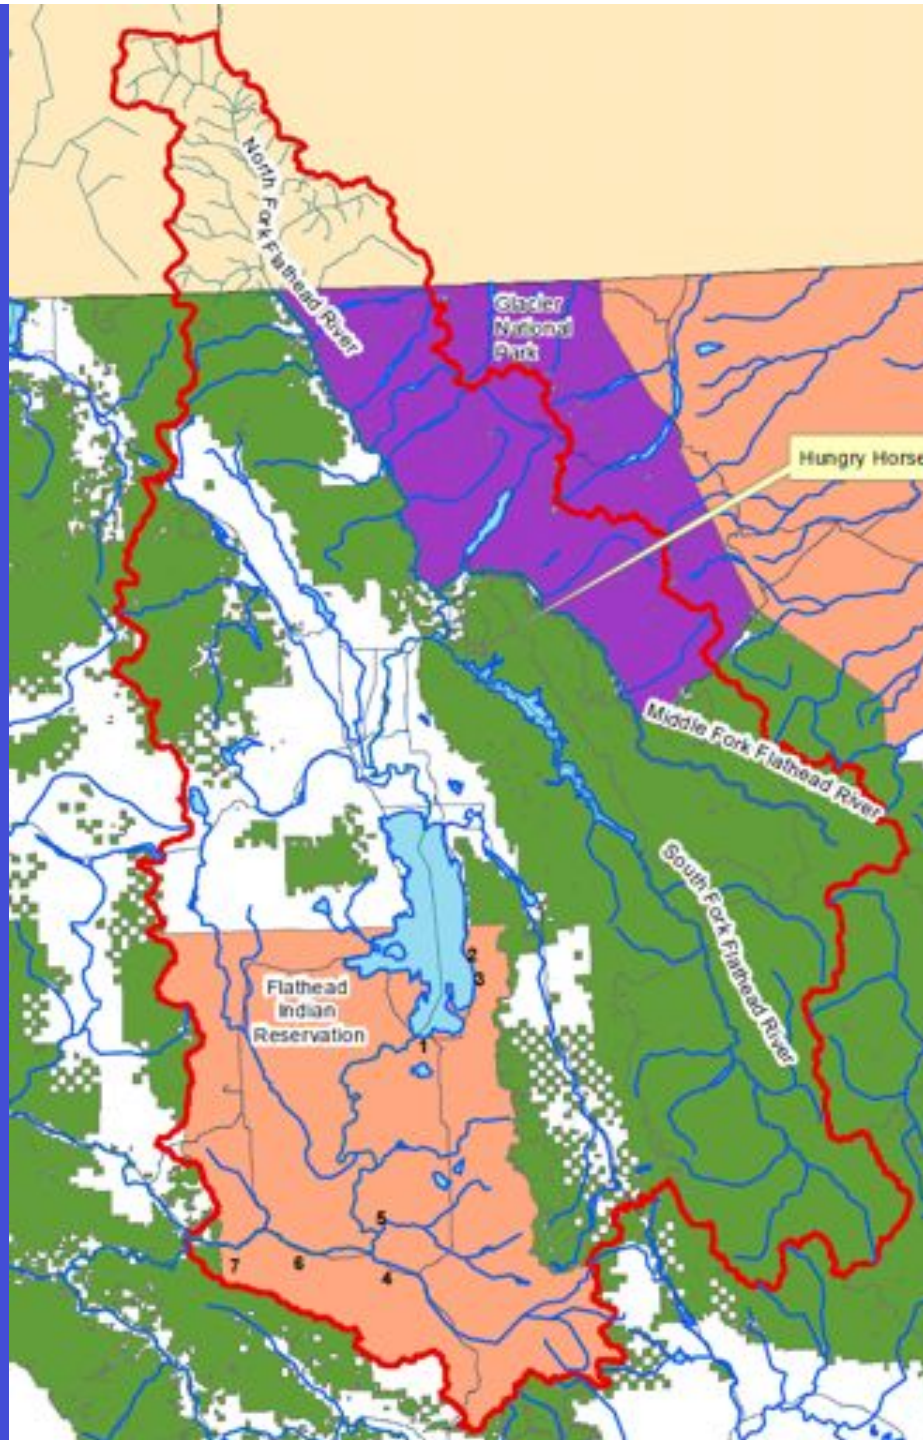 North Fork Flathead River
Glacier
National
Park
Hungry Horse
Middle Fork Flathead River
South Fork Flathead River
2
3
Flathead
Indian
Reservation
1
5
7
6
4